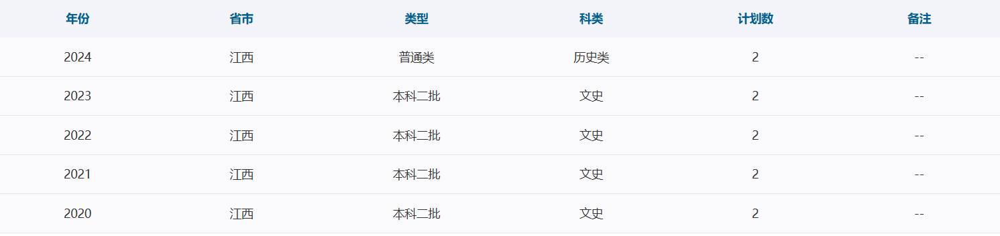 年份 省市 类型 科类 计划数 备注
2024 江西 普通类 历史类 2 --
2023 江西 本科二批 文史 2 --
2022 江西 本科二批 文史 2 --
2021 江西 本科二批 文史 2 --
2020 江西 本科二批 文史 2 --